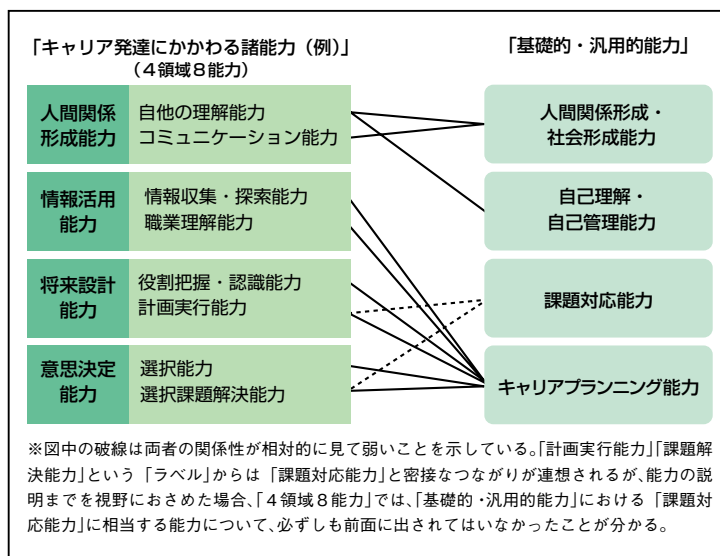 「キャリア発達にかかわる諸能力（例）」
（４領域８能力）
「基礎的・汎用的能力」
人間関係
形成能力
自他の理解能力
コミュニケーション能力
情報活用
能力
情報収集・探索能力
職業理解能力
将来設計
能力
役割把握・認識能力
計画実行能力
意思決定
能力
選択能力
選択課題解決能力
人間関係形成・
社会形成能力
自己理解・
自己管理能力
課題対応能力
キャリアプランニング能力
※図中の破線は両者の関係性が相対的に見て弱いことを示している。「計画実行能力」「課題解
決能力」という「ラベル」からは「課題対応能力」と密接なつながりが連想されるが、能力の説
明までを視野におさめた場合、「４領域８能力」では、「基礎的・汎用的能力」における「課題対
応能力」に相当する能力について、必ずしも前面に出されてはいなかったことが分かる。